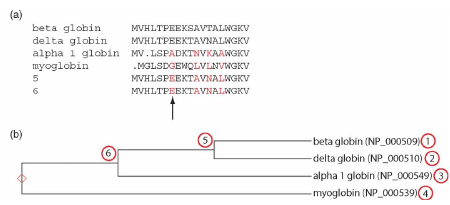 (a)
beta globin MVHLTPEEKSAVTALWGKV
delta globin MVHLTPEEKTAVNALWGKV
alpha 1 globin MV.LSPADKTNVKAAWGKV
myoglobin .MGLSDGEWQLVLNVWGKV
5 MVHLSPEEKTAVNALWGKV
6 MVHLTPEEKTAVNALWGKV
(b)
5
beta globin (NP_000509) 1
6
delta globin (NP_000510) 2
alpha 1 globin (NP_000549) 3
myoglobin (NP_000539) 4